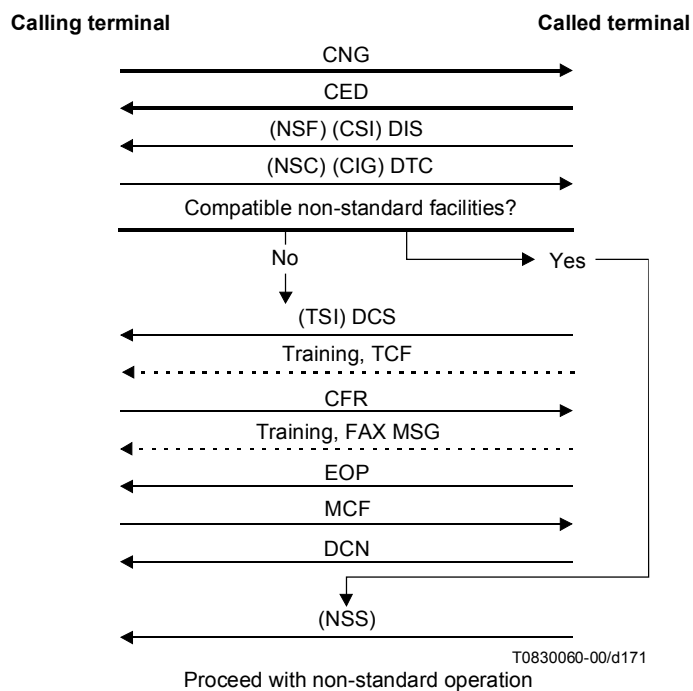 Calling terminal
Called terminal
CNG
CED
(NSF) (CSI) DIS
(NSC) (CIG) DTC
Compatible non-standard facilities?
No
Yes
(TSI) DCS
Training, TCF
CFR
Training, FAX MSG
EOP
MCF
DCN
(NSS)
T0830060-00/d171
Proceed with non-standard operation